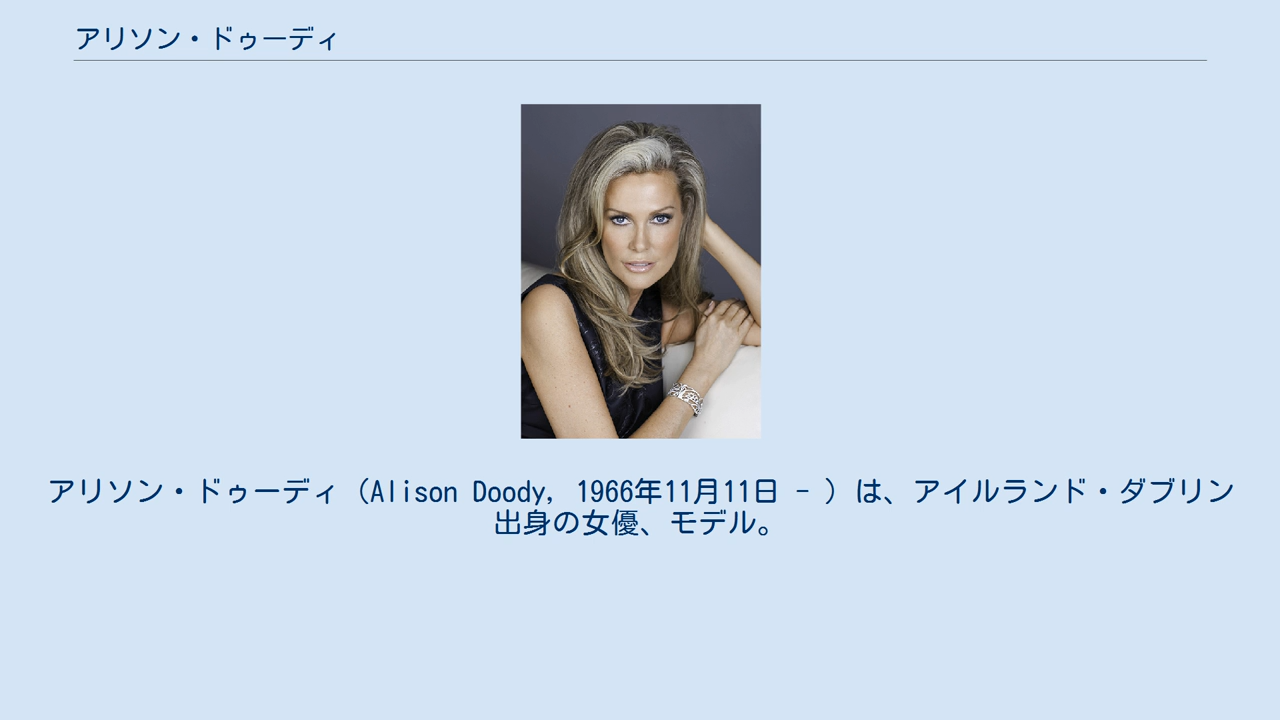 アリソン・ドゥーディ
アリソン・ドゥーディ（Alison Doody, 1966年11月11日 - ）は、アイルランド・ダブリン
出身の女優、モデル。